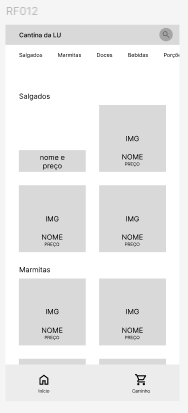 RF012
Cantina da LU
Salgados Marmitas Doces Bebidas Porçõ
Salgados
IMG
NOME
PREÇO
nome e
preço
IMG IMG
NOME NOME
PREÇO PREÇO
Marmitas
IMG IMG
NOME NOME
PREÇO PREÇO
Início Carrinho